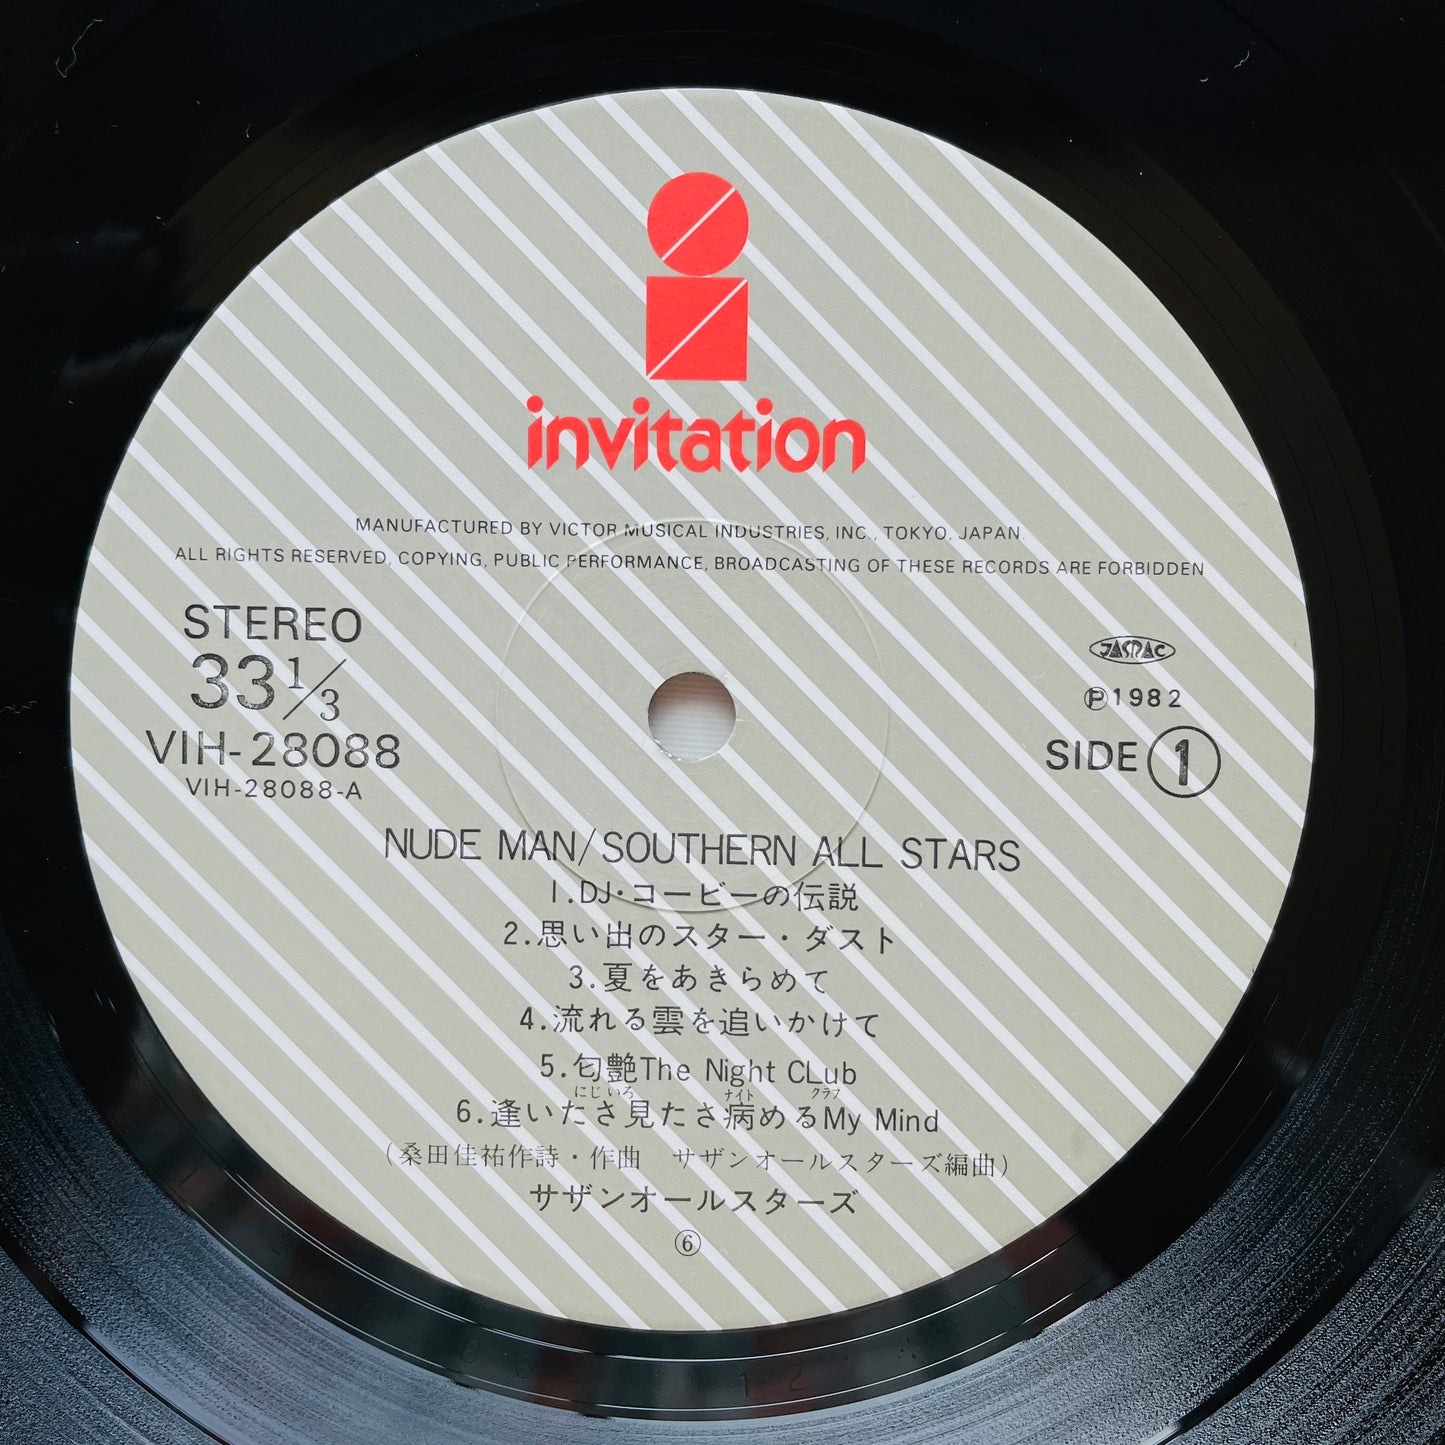 invitation
MANUFACTURED BY VICTOR MUSICAL INDUSTRIES, INC., TOKYO, JAPAN.
ALL RIGHTS RESERVED, COPYING, PUBLIC PERFORMANCE, BROADCASTING OF THESE RECORDS ARE FORBIDDEN
STEREO
33 1/3
VIH-28088
VIH-28088-A
JASRAC
Ⓟ1982
SIDE ①
NUDE MAN/SOUTHERN ALL STARS
1.DJ・コービーの伝説
2.思い出のスター・ダスト
3.夏をあきらめて
4.流れる雲を追いかけて
5.匂艶The Night CLub
にじいろ ナイト クラブ
6.逢いたさ見たさ病めるMy Mind
(桑田佳祐作詩・作曲 サザンオールスターズ編曲)
サザンオールスターズ
⑥